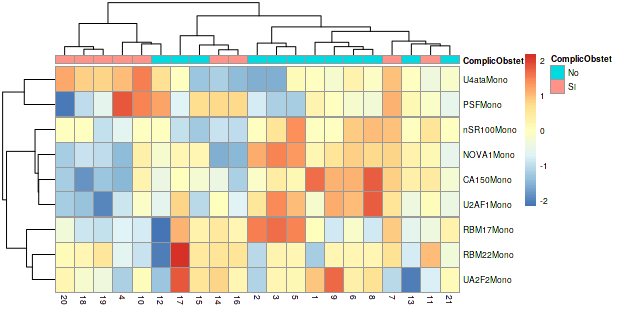 ComplicObstet
ComplicObstet
No
SI
2
1
0
-1
-2
U4ataMono
PSFMono
nSR100Mono
NOVA1Mono
CA150Mono
U2AF1Mono
RBM17Mono
RBM22Mono
UA2F2Mono
20 18 19 4 10 12 17 15 14 16 2 3 5 1 9 6 8 7 13 11 21